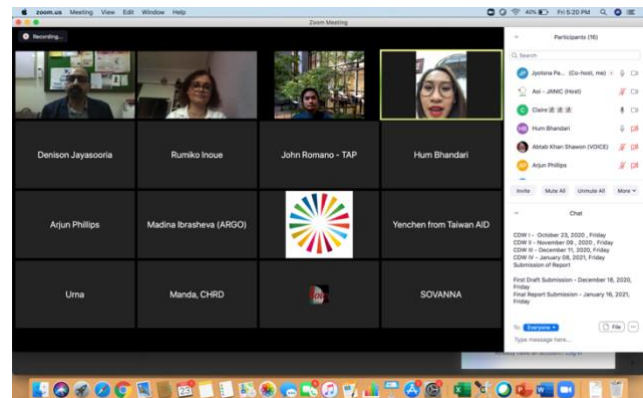 zoom.us Meeting View Edit Window Help
40% Fri 5:20 PM
Zoom Meeting
Recording...
Participants (16)
Search
Jyotsna Pa... (Co-host, me)
Aoi - JANIC (Host)
Claire
Hum Bhandari
Abtab Khan Shawon (VOICE)
Arjun Phillips
Invite Mute All Unmute All More
Denison Jayasooria
Rumiko Inoue
John Romano - TAP
Hum Bhandari
Arjun Phillips
Madina Ibrasheva (ARGO)
Yenchen from Taiwan AID
Urna
Manda, CHRD
SOVANNA
Chat
CDW I - October 23, 2020, Friday
CDW II - November 09, 2020, Friday
CDW III - December 11, 2020, Friday
CDW IV - January 08, 2021, Friday
Submission of Report
First Draft Submission - December 18, 2020,
Friday
Final Report Submission - January 16, 2021,
Friday
To: Everyone
File
Type message here...